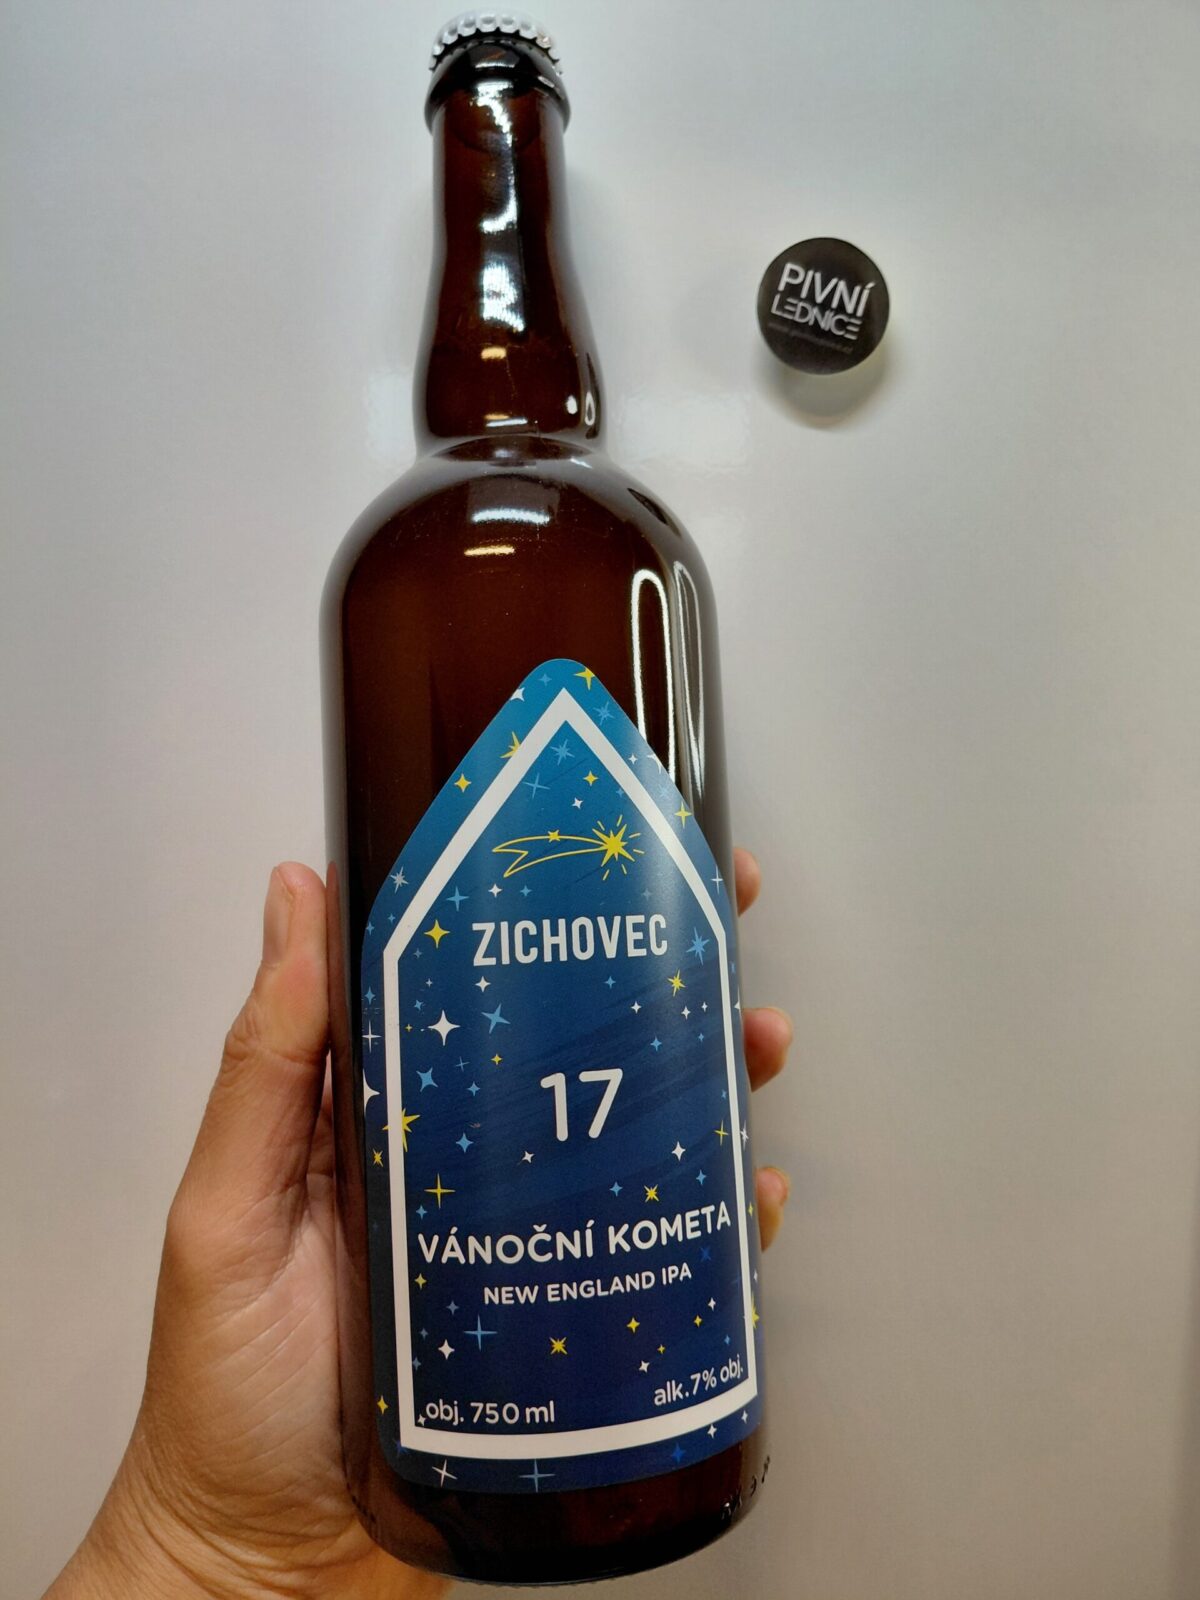 PIVNÍ
LEDNICE
ZICHOVEC
17
VÁNOČNÍ KOMETA
NEW ENGLAND IPA
obj. 750 ml
alk.7% obj.